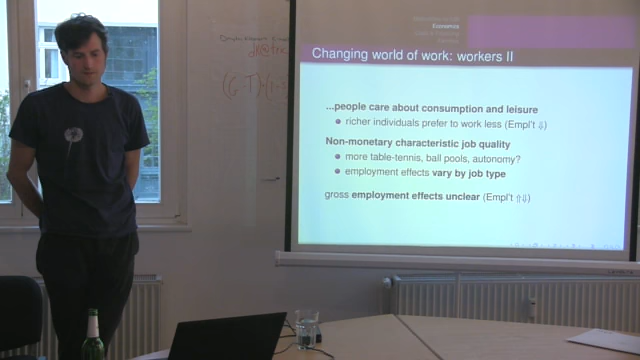 Economics
Changing world of work: workers II
...people care about consumption and leisure
richer individuals prefer to work less (Empl't ⇩)
Non-monetary characteristic job quality
more table-tennis, ball pools, autonomy?
employment effects vary by job type
gross employment effects unclear (Empl't ⇧⇩)